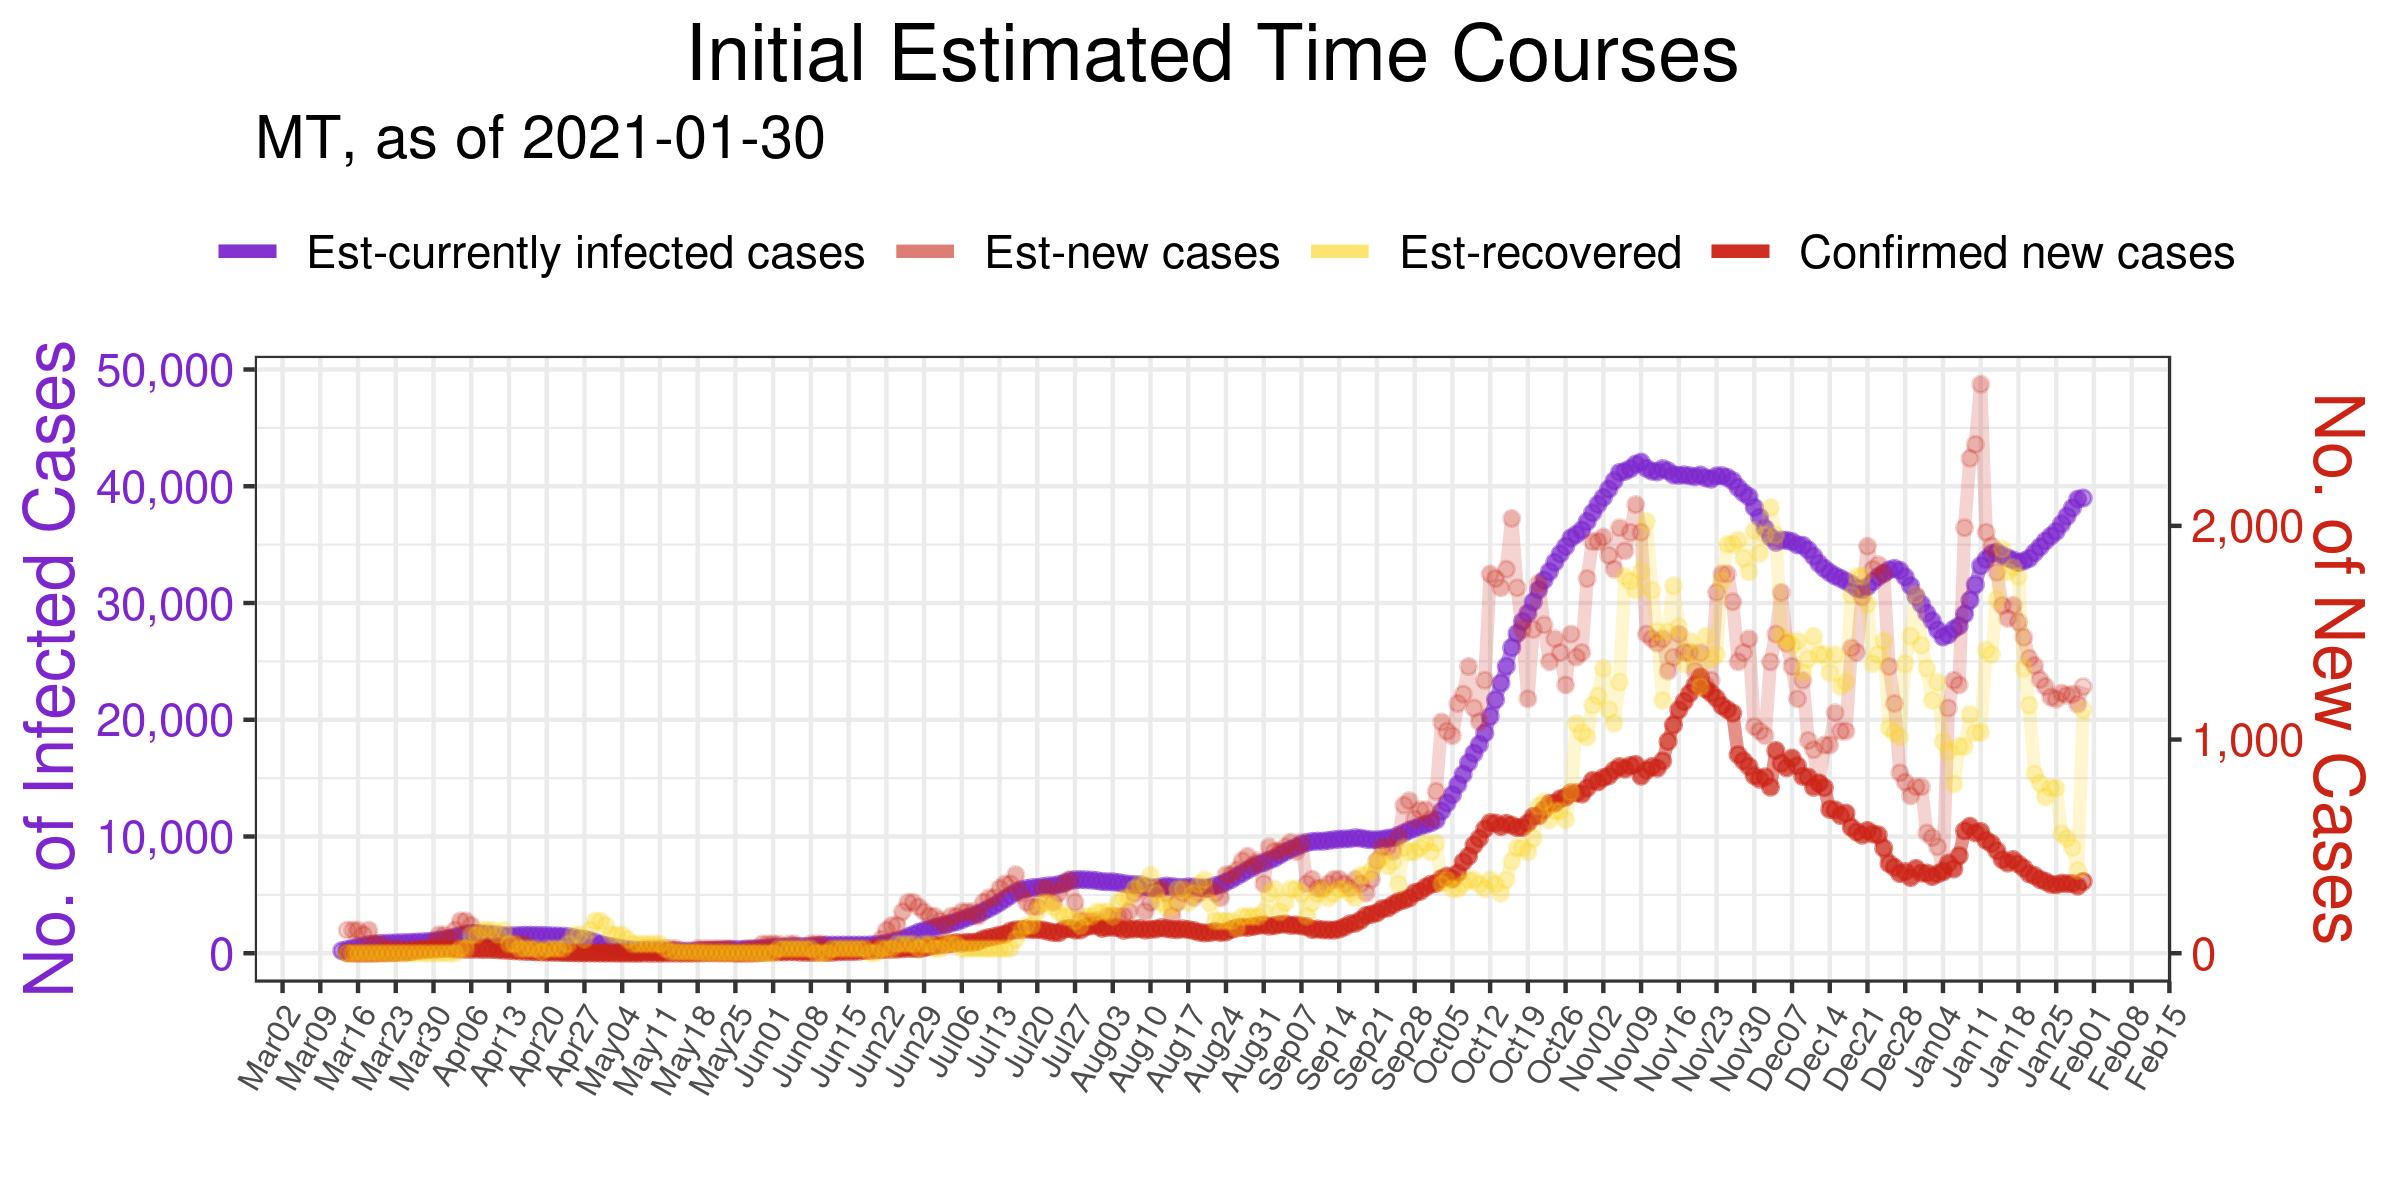 Initial Estimated Time Courses
MT, as of 2021-01-30
Est-currently infected cases
Est-new cases
Est-recovered
Confirmed new cases
No. of Infected Cases
50,000
40,000
30,000
20,000
10,000
0
No. of New Cases
2,000
1,000
0
Mar02
Mar09
Mar16
Mar23
Mar30
Apr06
Apr13
Apr20
Apr27
May04
May11
May18
May25
Jun01
Jun08
Jun15
Jun22
Jun29
Jul06
Jul13
Jul20
Jul27
Aug03
Aug10
Aug17
Aug24
Aug31
Sep07
Sep14
Sep21
Sep28
Oct05
Oct12
Oct19
Oct26
Nov02
Nov09
Nov16
Nov23
Nov30
Dec07
Dec14
Dec21
Dec28
Jan04
Jan11
Jan18
Jan25
Feb01
Feb08
Feb15